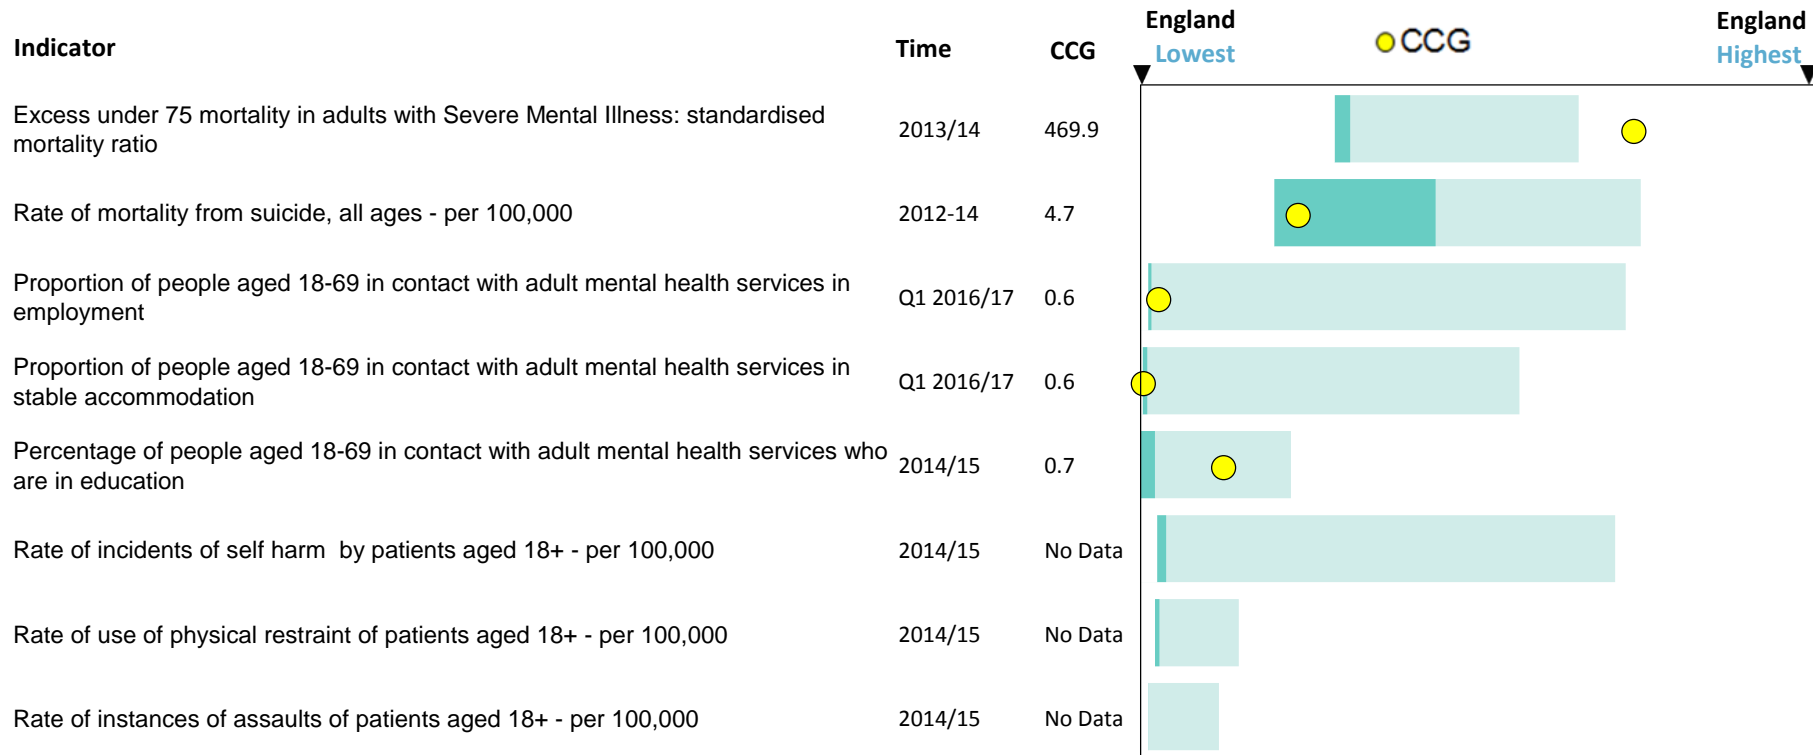 Indicator Time CCG England Lowest CCG England Highest
Excess under 75 mortality in adults with Severe Mental Illness: standardised
mortality ratio
2013/14 469.9
Rate of mortality from suicide, all ages - per 100,000 2012-14 4.7
Proportion of people aged 18-69 in contact with adult mental health services in
employment
Q1 2016/17 0.6
Proportion of people aged 18-69 in contact with adult mental health services in
stable accommodation
Q1 2016/17 0.6
Percentage of people aged 18-69 in contact with adult mental health services who
are in education
2014/15 0.7
Rate of incidents of self harm  by patients aged 18+ - per 100,000 2014/15 No Data
Rate of use of physical restraint of patients aged 18+ - per 100,000 2014/15 No Data
Rate of instances of assaults of patients aged 18+ - per 100,000 2014/15 No Data